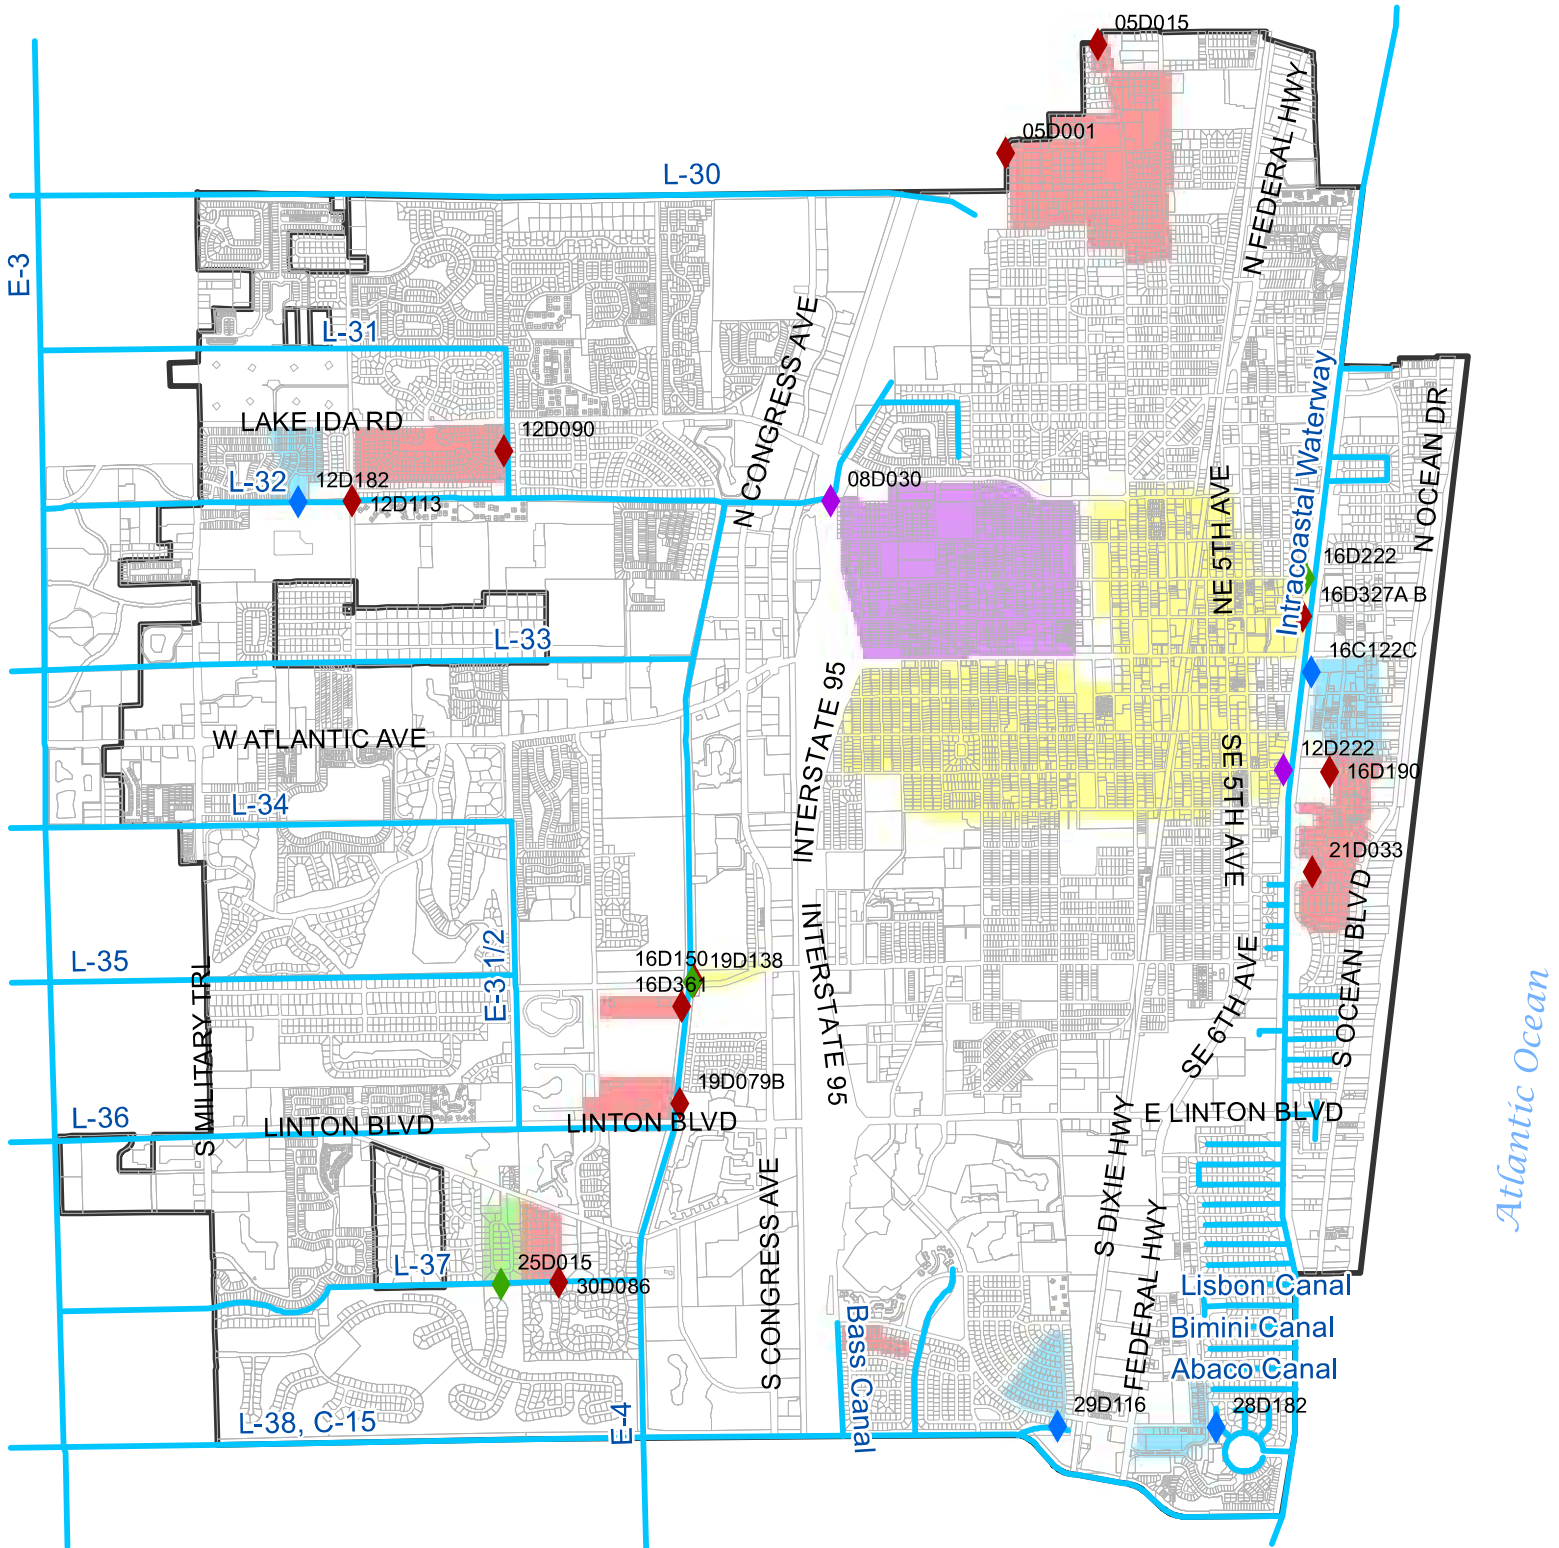 05D015
05D001
L-30
N FEDERAL HWY
E-3
L-31
N CONGRESS AVE
Intracoastal Waterway
N OCEAN DR
LAKE IDA RD
12D090
L-32
12D182
12D113
08D030
NE 5TH AVE
16D222
16D327A B
L-33
16C122C
INTERSTATE 95
W ATLANTIC AVE
SE 5TH AVE
12D222
16D190
L-34
21D033
S OCEAN BLVD
L-35
S MILITARY TRL
E-3 1/2
16D150
19D138
16D361
INTERSTATE 95
SE 6TH AVE
Atlantic Ocean
19D079B
L-36
LINTON BLVD
LINTON BLVD
E LINTON BLVD
S DIXIE HWY
S CONGRESS AVE
FEDERAL HWY
L-37
25D015
30D086
Lisbon Canal
Bimini Canal
Abaco Canal
Bass Canal
29D116
28D182
L-38, C-15
E-4